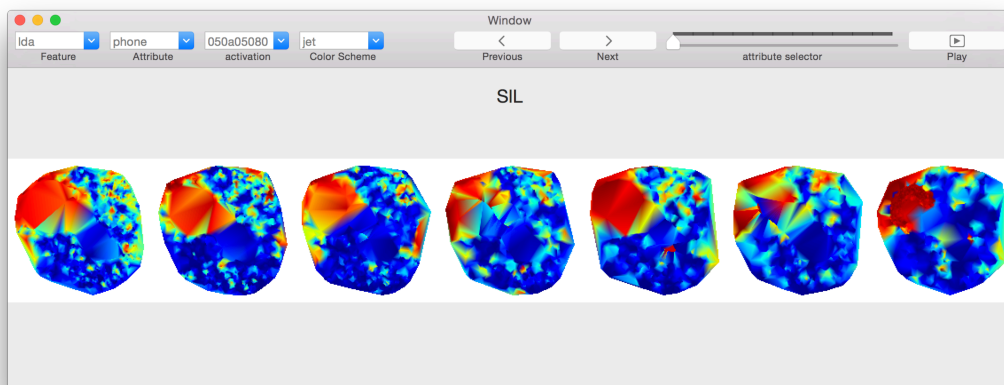 Window
lda phone 050a05080 jet
Feature Attribute activation Color Scheme Previous Next attribute selector Play
SIL